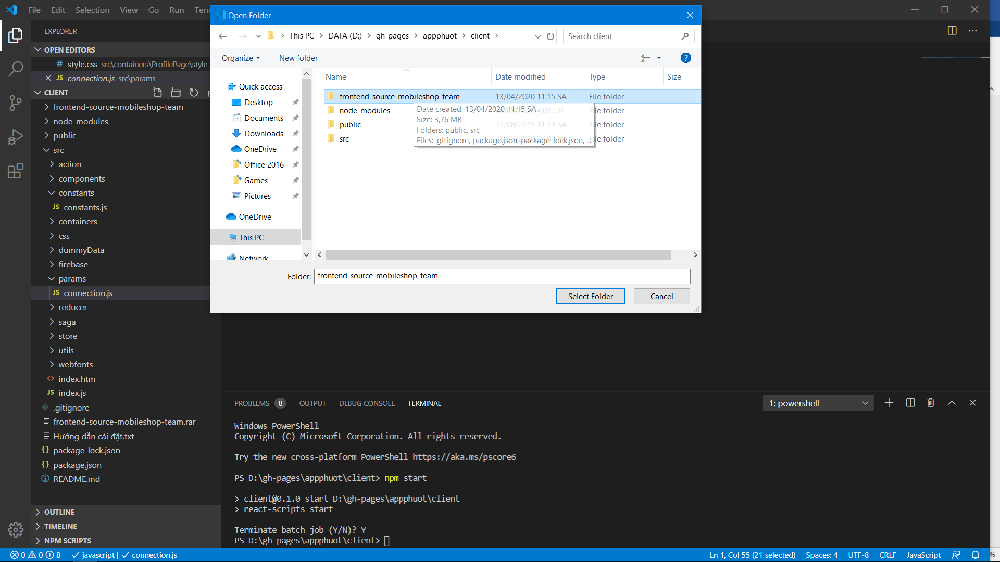 File Edit Selection View Go Run Term
Open Folder
EXPLORER
This PC DATA (D:) gh-pages appphuot client
Search client
OPEN EDITORS
Organize New folder
# style.css src\containers\ProfilePage\style
JS connection.js src\params
CLIENT
frontend-source-mobileshop-team
node_modules
public
src
action
components
constants
JS constants.js
containers
css
dummyData
firebase
params
JS connection.js
reducer
saga
store
utils
webfonts
<> index.htm
JS index.js
.gitignore
frontend-source-mobileshop-team.rar
Hướng dẫn cài đặt.txt
{} package-lock.json
{} package.json
README.md
OUTLINE
TIMELINE
NPM SCRIPTS
Quick access
Desktop
Documents
Downloads
OneDrive
Office 2016
Games
Pictures
OneDrive
This PC
Network
Name Date modified Type Size
frontend-source-mobileshop-team 13/04/2020 11:15 SA File folder
node_modules 4:02 CH File folder
public 23/08/2019 11:19 SA File folder
src File folder
Date created: 13/04/2020 11:15 SA
Size: 3,76 MB
Folders: public, src
Files: .gitignore, package.json, package-lock.json, ...
Folder: frontend-source-mobileshop-team
Select Folder Cancel
PROBLEMS 8 OUTPUT DEBUG CONSOLE TERMINAL
1: powershell
Windows PowerShell
Copyright (C) Microsoft Corporation. All rights reserved.
Try the new cross-platform PowerShell https://aka.ms/pscore6
PS D:\gh-pages\appphuot\client> npm start
> client@0.1.0 start D:\gh-pages\appphuot\client
> react-scripts start
Terminate batch job (Y/N)? Y
PS D:\gh-pages\appphuot\client>
0 0 8 javascript | connection.js
Ln 1, Col 55 (21 selected) Spaces: 4 UTF-8 CRLF JavaScript
%